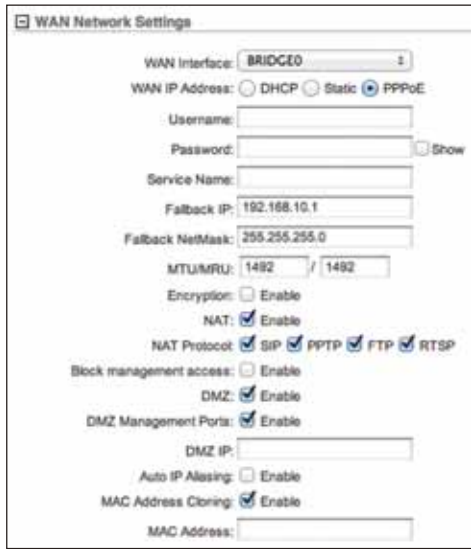 WAN Network Settings
WAN Interface: BRIDGE0
WAN IP Address: DHCP Static PPPoE
Username:
Password: Show
Service Name:
Fallback IP: 192.168.10.1
Fallback NetMask: 255.255.255.0
MTU/MRU: 1492 / 1492
Encryption: Enable
NAT: Enable
NAT Protocol: SIP PPTP FTP RTSP
Block management access: Enable
DMZ: Enable
DMZ Management Ports: Enable
DMZ IP:
Auto IP Aliasing: Enable
MAC Address Cloning: Enable
MAC Address: